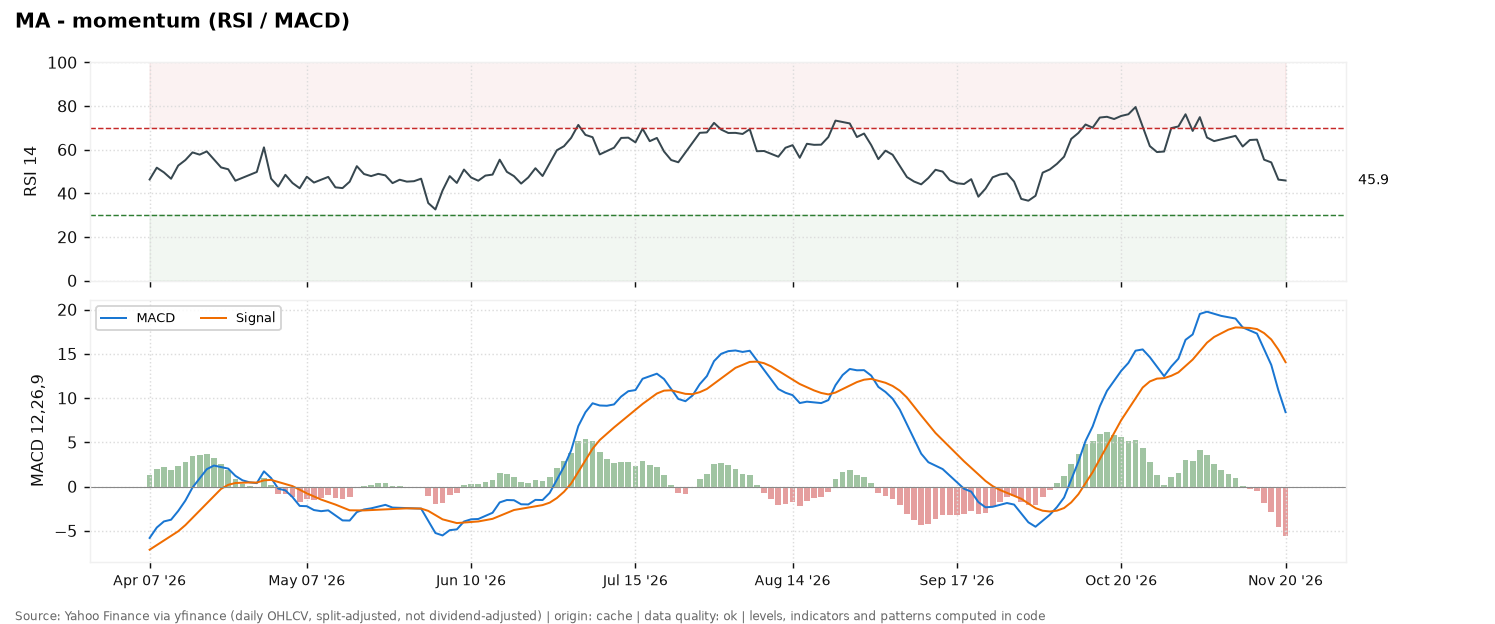 MA - momentum (RSI / MACD)
100
80
60
40
20
0
RSI 14
45.9
MACD
Signal
20
15
10
5
0
−5
MACD 12,26,9
Apr 07 '26
May 07 '26
Jun 10 '26
Jul 15 '26
Aug 14 '26
Sep 17 '26
Oct 20 '26
Nov 20 '26
Source: Yahoo Finance via yfinance (daily OHLCV, split-adjusted, not dividend-adjusted) | origin: cache | data quality: ok | levels, indicators and patterns computed in code